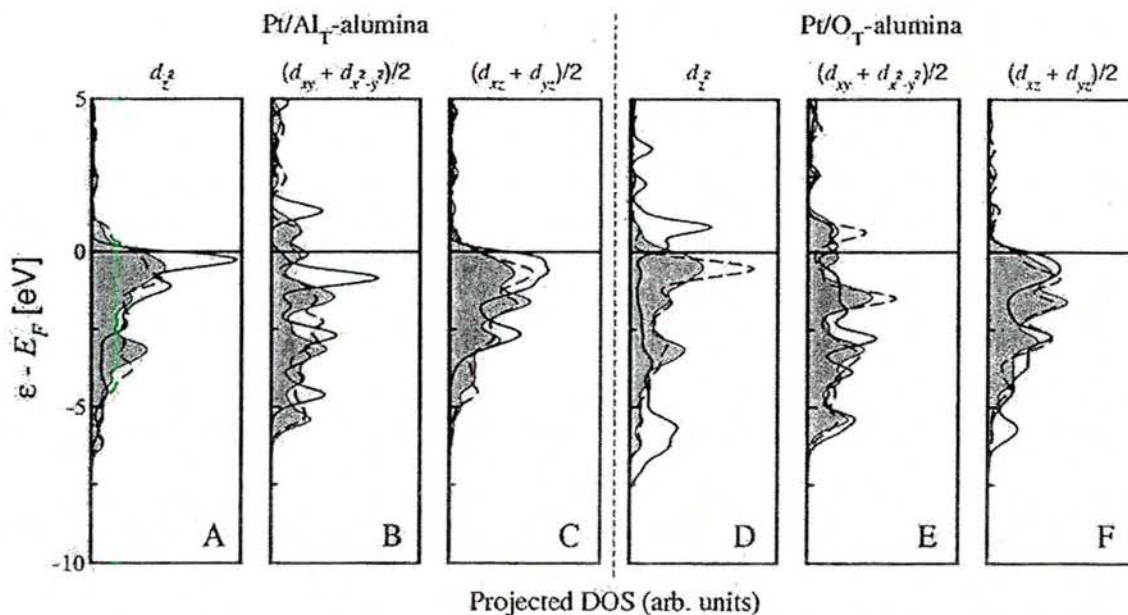 Pt/Al_T-alumina Pt/O_T-alumina
d_z² (d_xy + d_x²-y²)/2 (d_xz + d_yz)/2 d_z² (d_xy + d_x²-y²)/2 (d_xz + d_yz)/2
5
0
-5
-10
ε - E_F [eV]
A B C D E F
Projected DOS (arb. units)